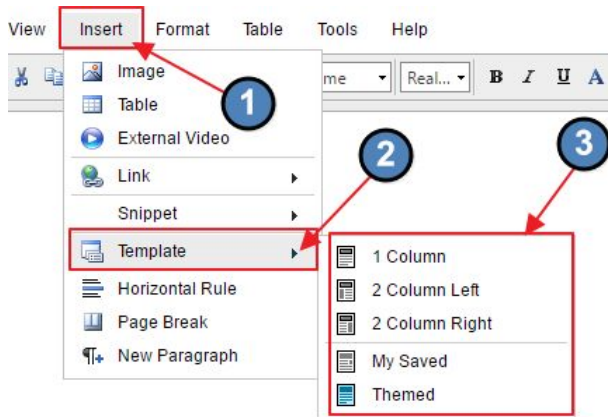 View Insert Format Table Tools Help
me Real... B I U A
Image
Table
External Video
Link
Snippet
Template
Horizontal Rule
Page Break
New Paragraph
1
2
3
1 Column
2 Column Left
2 Column Right
My Saved
Themed